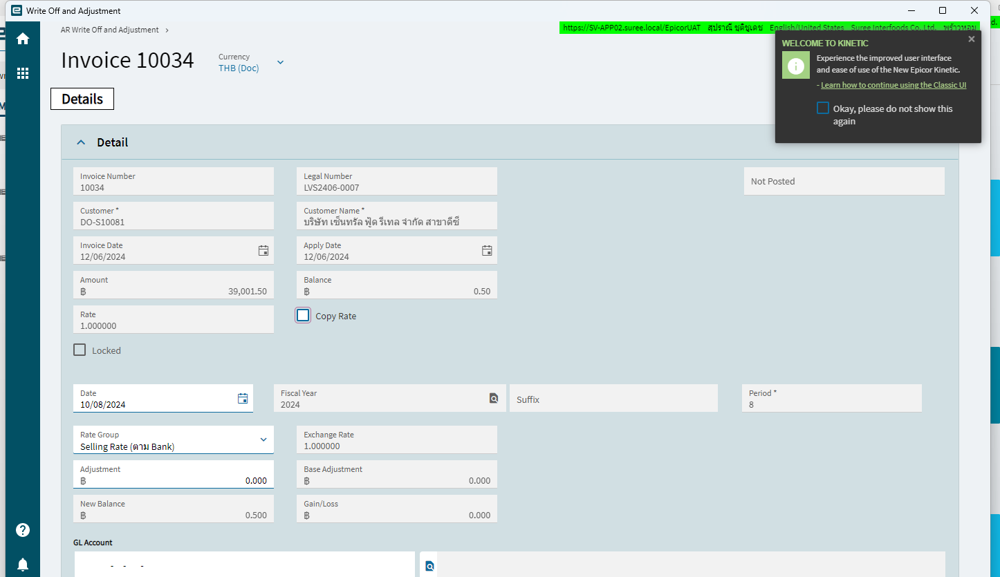 Write Off and Adjustment
AR Write Off and Adjustment
https://SV-APP02.suree.local/EpicorUAT สุปราณี ชุติชูเดช English/United States Suree Interfoods Co.,Ltd. พร้าวหอม
Invoice 10034
Currency
THB (Doc)
WELCOME TO KINETIC
Experience the improved user interface
and ease of use of the New Epicor Kinetic.
- Learn how to continue using the Classic UI
Okay, please do not show this
again
Details
Detail
Invoice Number
10034
Legal Number
LVS2406-0007
Not Posted
Customer *
DO-S10081
Customer Name *
บริษัท เซ็นทรัล ฟู้ด รีเทล จำกัด สาขาดีซี
Invoice Date
12/06/2024
Apply Date
12/06/2024
Amount
฿ 39,001.50
Balance
฿ 0.50
Rate
1.000000
Copy Rate
Locked
Date
10/08/2024
Fiscal Year
2024
Suffix
Period *
8
Rate Group
Selling Rate (ตาม Bank)
Exchange Rate
1.000000
Adjustment
฿ 0.000
Base Adjustment
฿ 0.000
New Balance
฿ 0.500
Gain/Loss
฿ 0.000
GL Account
- - -